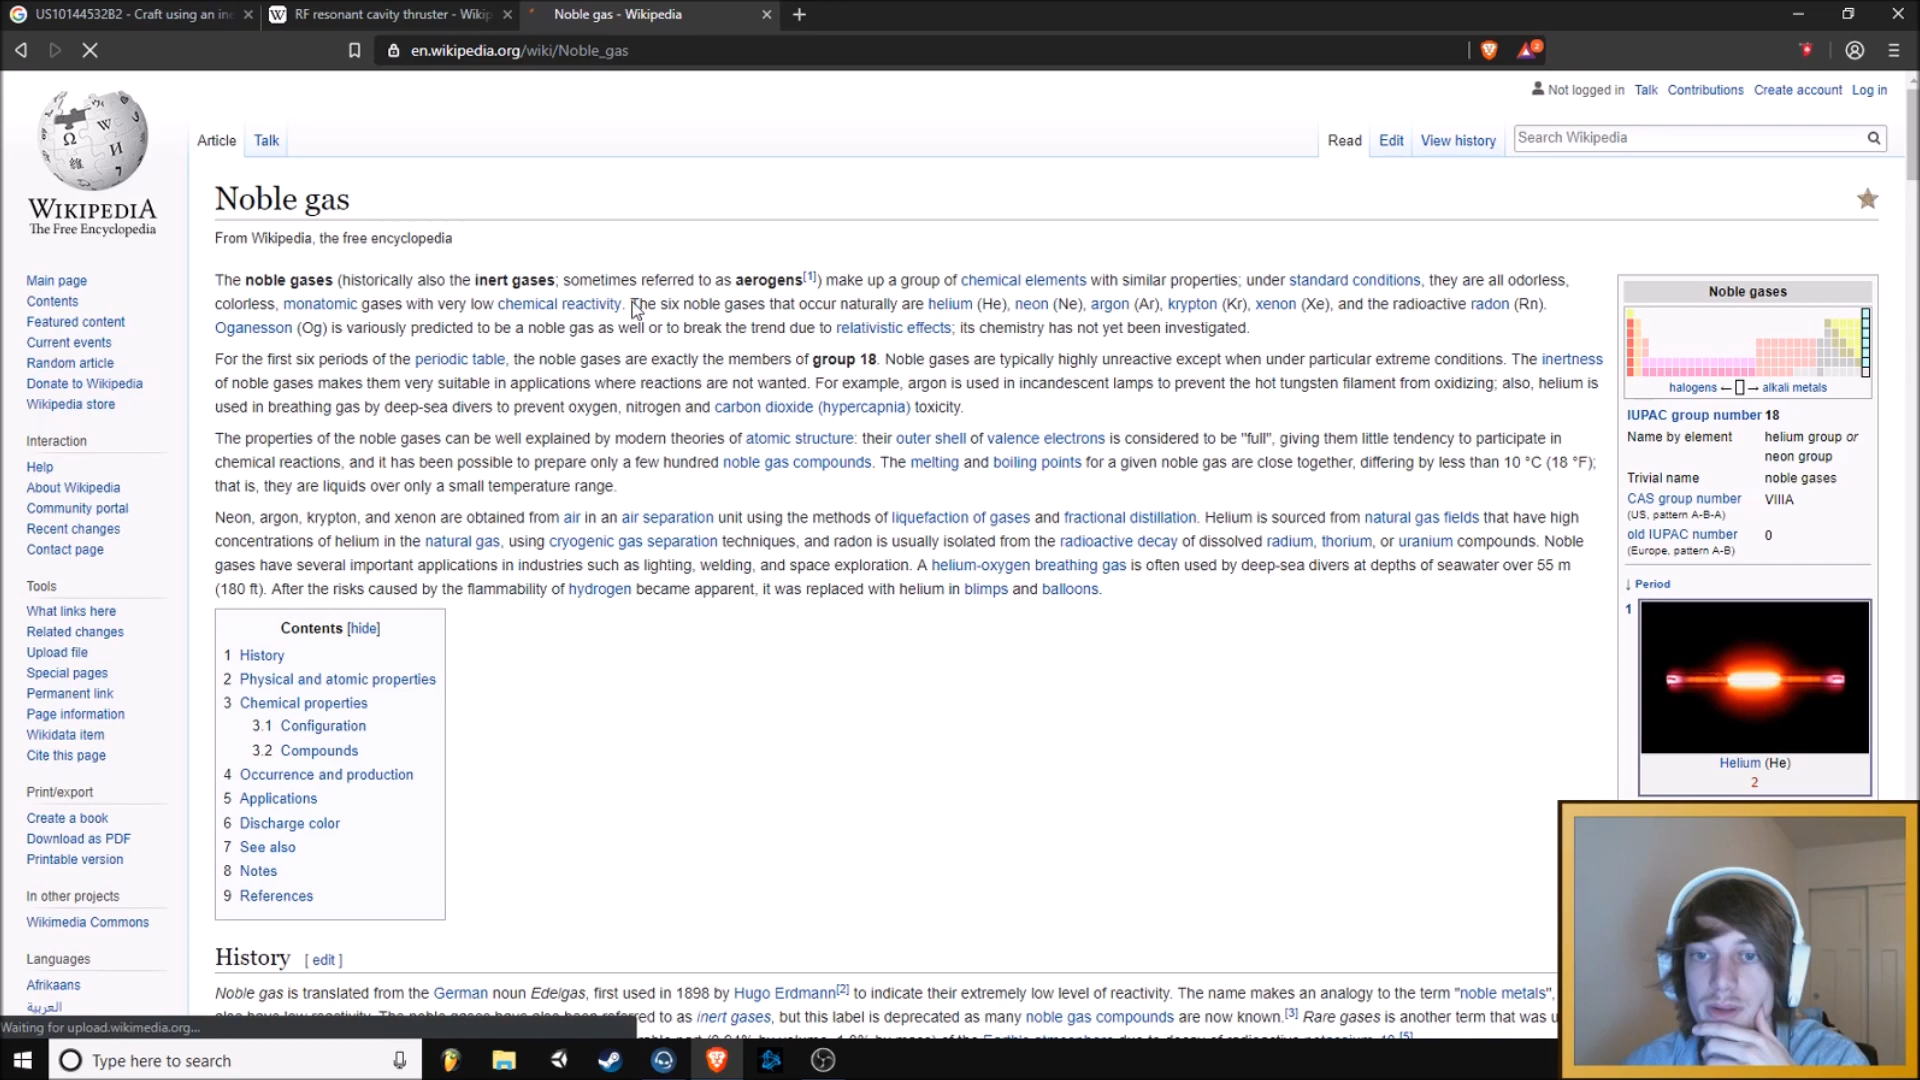 US10144532B2 - Craft using an ine
RF resonant cavity thruster - Wikip
Noble gas - Wikipedia
en.wikipedia.org/wiki/Noble_gas
2
Not logged in Talk Contributions Create account Log in
Article Talk
Read Edit View history
Search Wikipedia
WIKIPEDIA
The Free Encyclopedia
Main page
Contents
Featured content
Current events
Random article
Donate to Wikipedia
Wikipedia store
Interaction
Help
About Wikipedia
Community portal
Recent changes
Contact page
Tools
What links here
Related changes
Upload file
Special pages
Permanent link
Page information
Wikidata item
Cite this page
Print/export
Create a book
Download as PDF
Printable version
In other projects
Wikimedia Commons
Languages
Afrikaans
العربية
Noble gas
From Wikipedia, the free encyclopedia
The noble gases (historically also the inert gases; sometimes referred to as aerogens[1]) make up a group of chemical elements with similar properties; under standard conditions, they are all odorless,
colorless, monatomic gases with very low chemical reactivity. The six noble gases that occur naturally are helium (He), neon (Ne), argon (Ar), krypton (Kr), xenon (Xe), and the radioactive radon (Rn).
Oganesson (Og) is variously predicted to be a noble gas as well or to break the trend due to relativistic effects; its chemistry has not yet been investigated.
For the first six periods of the periodic table, the noble gases are exactly the members of group 18. Noble gases are typically highly unreactive except when under particular extreme conditions. The inertness
of noble gases makes them very suitable in applications where reactions are not wanted. For example, argon is used in incandescent lamps to prevent the hot tungsten filament from oxidizing; also, helium is
used in breathing gas by deep-sea divers to prevent oxygen, nitrogen and carbon dioxide (hypercapnia) toxicity.
The properties of the noble gases can be well explained by modern theories of atomic structure: their outer shell of valence electrons is considered to be "full", giving them little tendency to participate in
chemical reactions, and it has been possible to prepare only a few hundred noble gas compounds. The melting and boiling points for a given noble gas are close together, differing by less than 10 °C (18 °F);
that is, they are liquids over only a small temperature range.
Neon, argon, krypton, and xenon are obtained from air in an air separation unit using the methods of liquefaction of gases and fractional distillation. Helium is sourced from natural gas fields that have high
concentrations of helium in the natural gas, using cryogenic gas separation techniques, and radon is usually isolated from the radioactive decay of dissolved radium, thorium, or uranium compounds. Noble
gases have several important applications in industries such as lighting, welding, and space exploration. A helium-oxygen breathing gas is often used by deep-sea divers at depths of seawater over 55 m
(180 ft). After the risks caused by the flammability of hydrogen became apparent, it was replaced with helium in blimps and balloons.
Contents [hide]
1 History
2 Physical and atomic properties
3 Chemical properties
3.1 Configuration
3.2 Compounds
4 Occurrence and production
5 Applications
6 Discharge color
7 See also
8 Notes
9 References
History [ edit ]
Noble gas is translated from the German noun Edelgas, first used in 1898 by Hugo Erdmann[2] to indicate their extremely low level of reactivity. The name makes an analogy to the term "noble metals",
referred to as inert gases, but this label is deprecated as many noble gas compounds are now known.[3] Rare gases is another term that was u
Noble gases
halogens ← → alkali metals
IUPAC group number 18
Name by element helium group or
neon group
Trivial name noble gases
CAS group number VIIIA
(US, pattern A-B-A)
old IUPAC number 0
(Europe, pattern A-B)
↓ Period
1
Helium (He)
2
Waiting for upload.wikimedia.org...
Type here to search